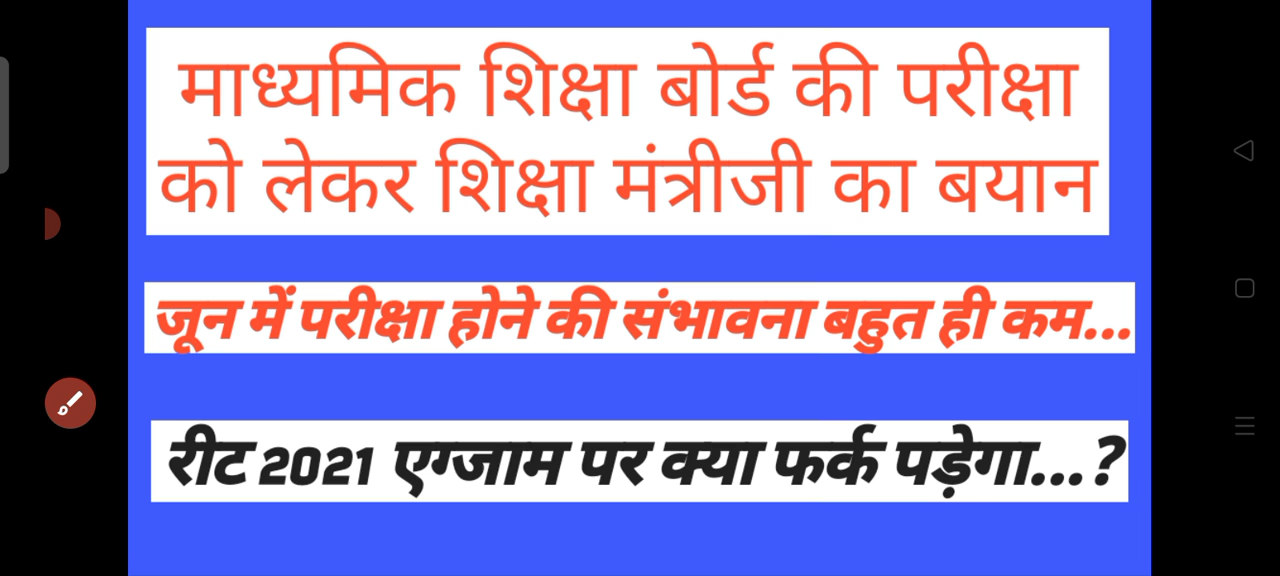 माध्यमिक शिक्षा बोर्ड की परीक्षा
को लेकर शिक्षा मंत्रीजी का बयान
जून में परीक्षा होने की संभावना बहुत ही कम...
रीट 2021 एग्जाम पर क्या फर्क पड़ेगा...?